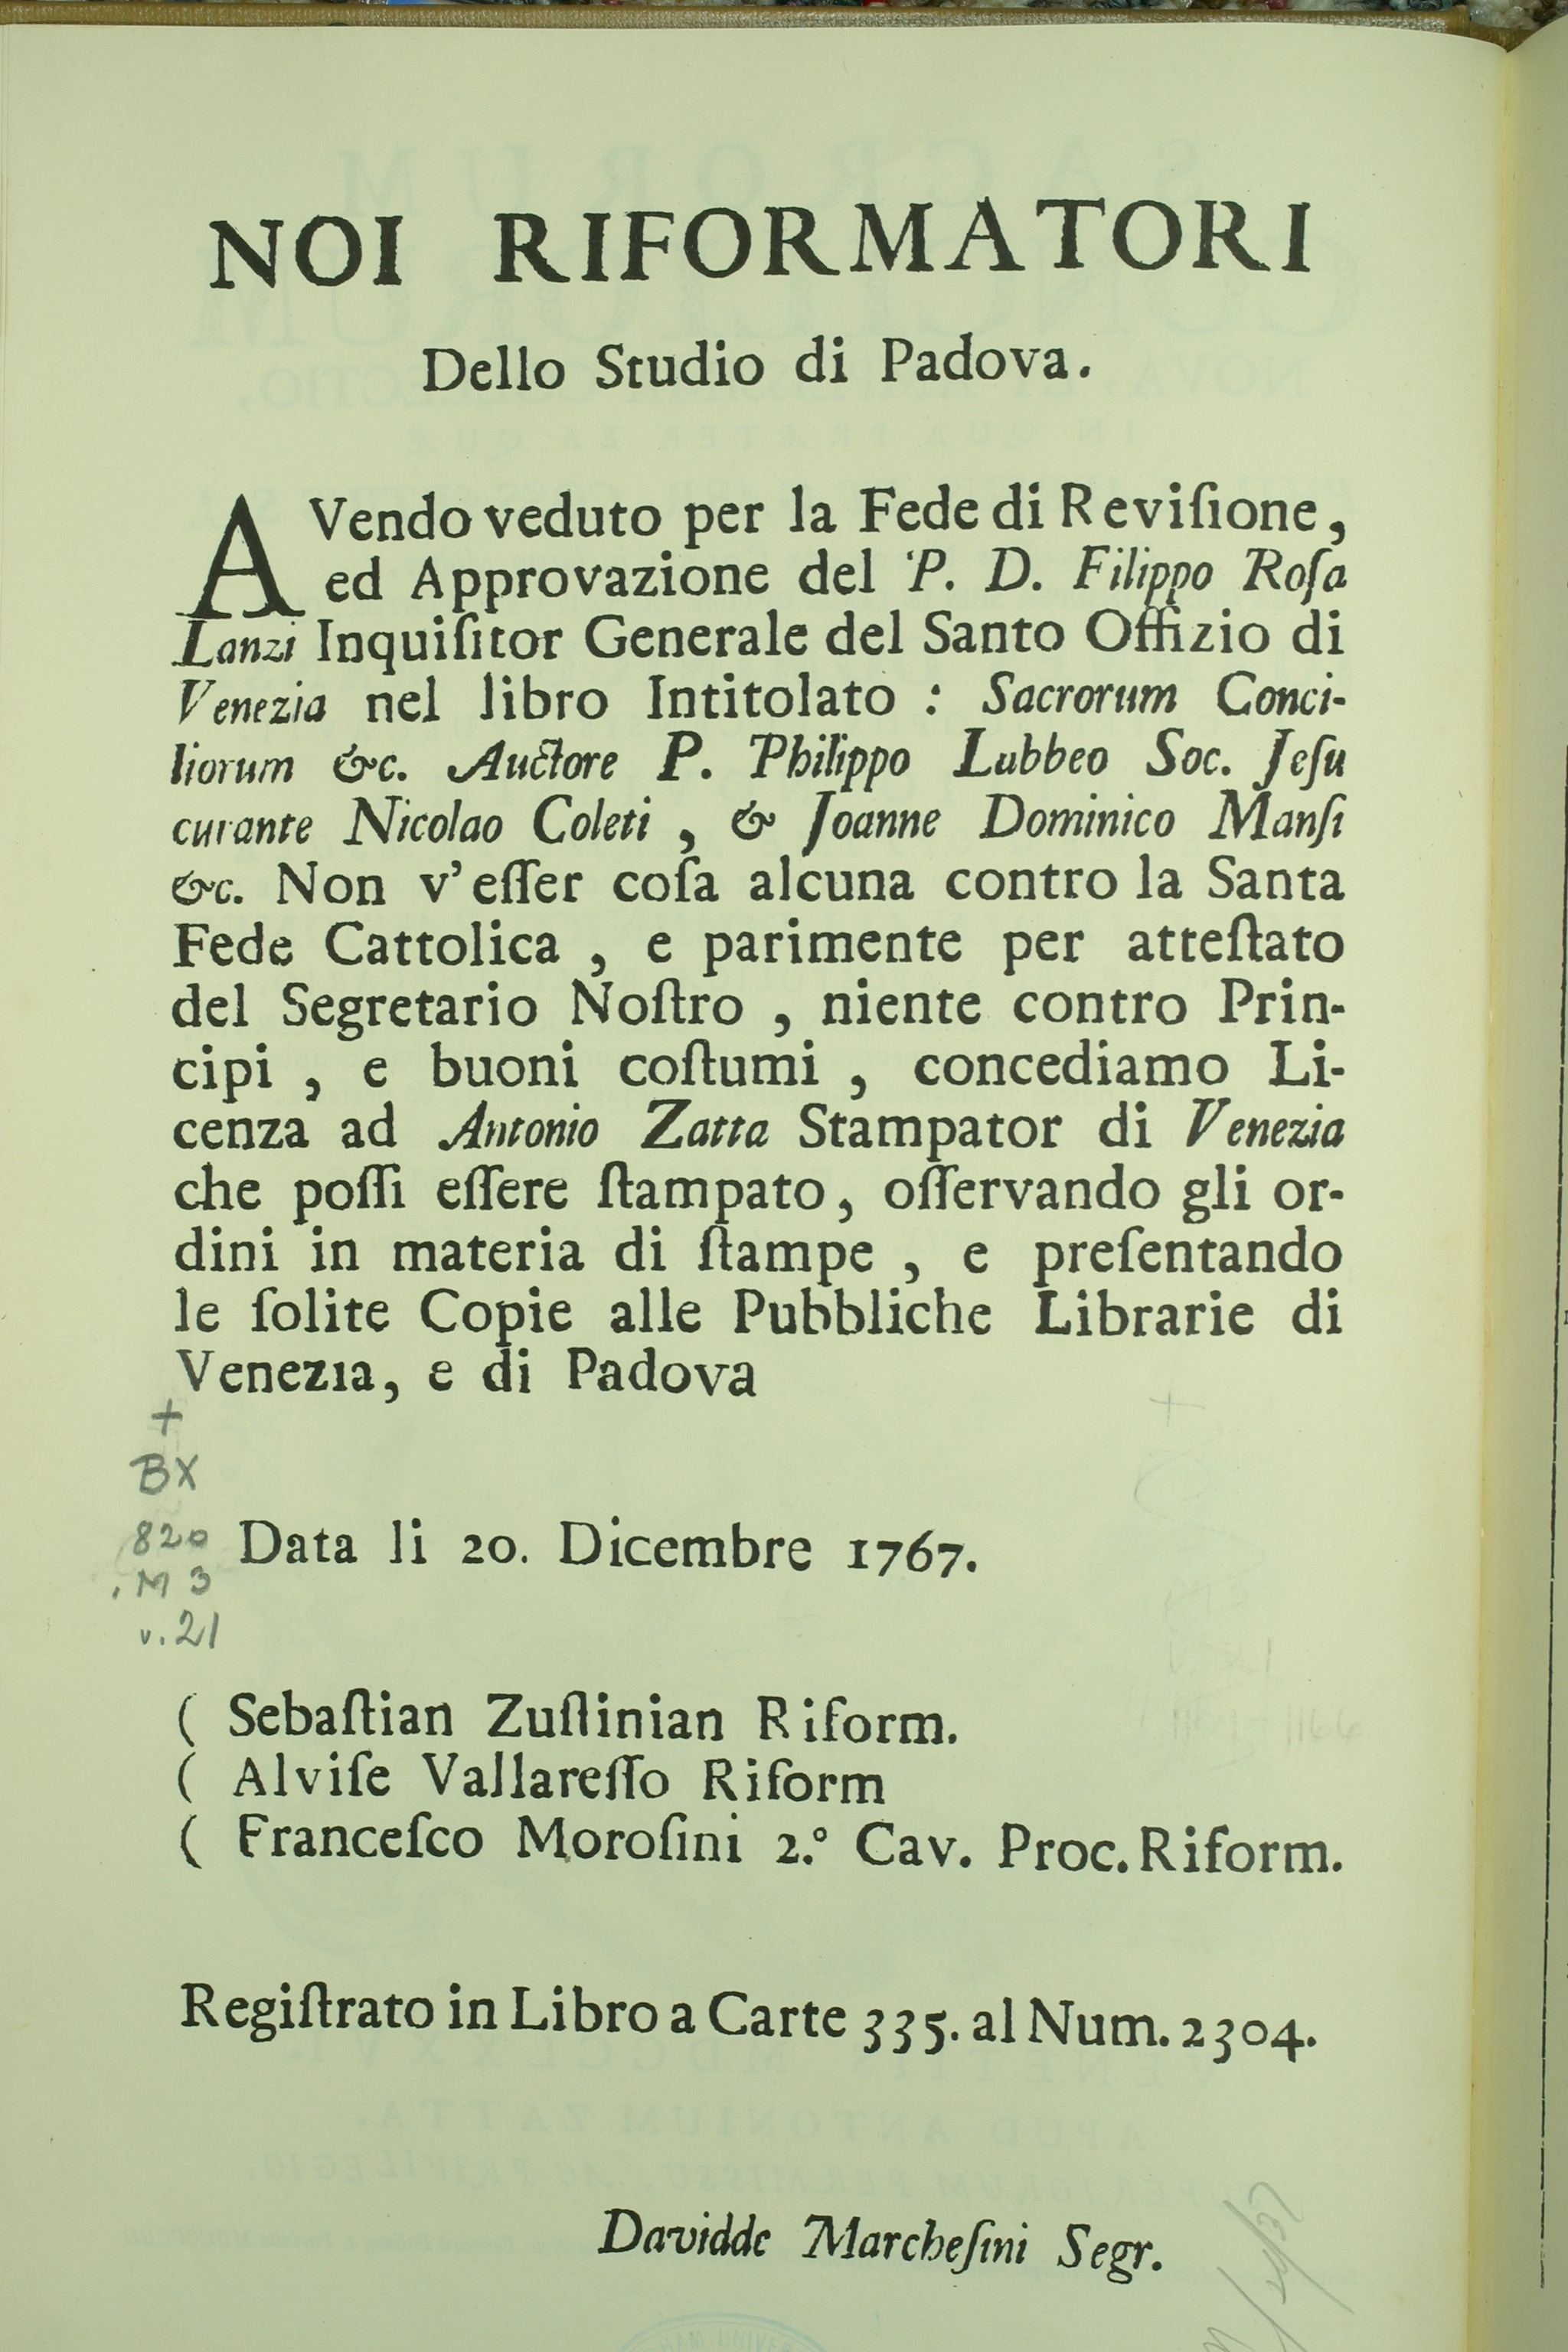 NOI RIFORMATORI
Dello Studio di Padova.
AVendo veduto per la Fede di Reviſione,
ed Approvazione del P. D. Filippo Roſa
Lanzi Inquiſitor Generale del Santo Offizio di
Venezia nel libro Intitolato : Sacrorum Conci-
liorum &c. Auctore P. Philippo Labbeo Soc. Jeſu
curante Nicolao Coleti , & Joanne Dominico Manſi
&c. Non v'eſſer coſa alcuna contro la Santa
Fede Cattolica , e parimente per atteſtato
del Segretario Noſtro , niente contro Prin-
cipi , e buoni coſtumi , concediamo Li-
cenza ad Antonio Zatta Stampator di Venezia
che poſſi eſſere ſtampato, oſſervando gli or-
dini in materia di ſtampe , e preſentando
le ſolite Copie alle Pubbliche Librarie di
Venezia, e di Padova
+
BX
820
.M3
v.21
Data li 20. Dicembre 1767.
( Sebaſtian Zuſtinian Riform.
( Alviſe Vallareſſo Riform
( Franceſco Moroſini 2.° Cav. Proc. Riform.
Regiſtrato in Libro a Carte 335. al Num. 2304.
Davidde Marcheſini Segr.